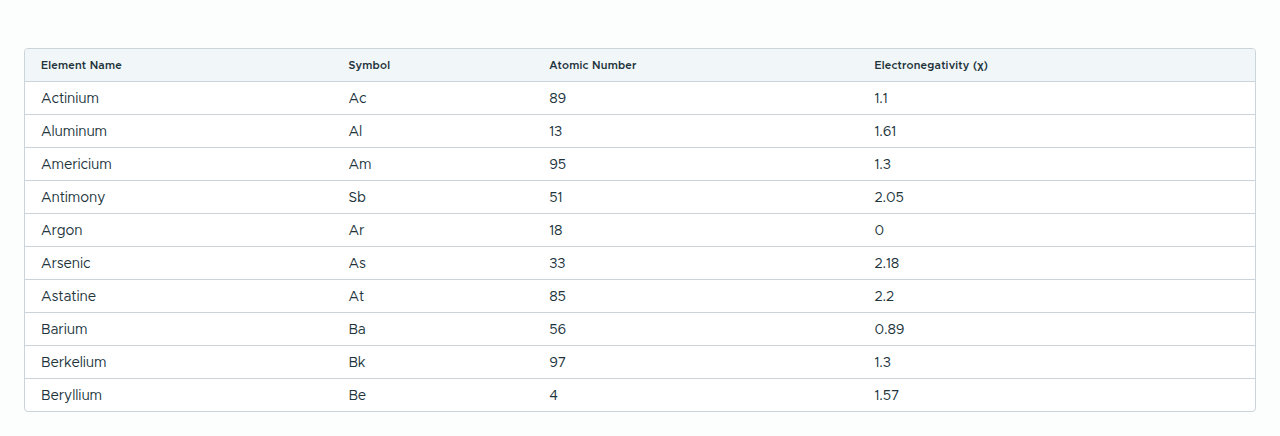 Element Name Symbol Atomic Number Electronegativity (χ)
Actinium Ac 89 1.1
Aluminum Al 13 1.61
Americium Am 95 1.3
Antimony Sb 51 2.05
Argon Ar 18 0
Arsenic As 33 2.18
Astatine At 85 2.2
Barium Ba 56 0.89
Berkelium Bk 97 1.3
Beryllium Be 4 1.57